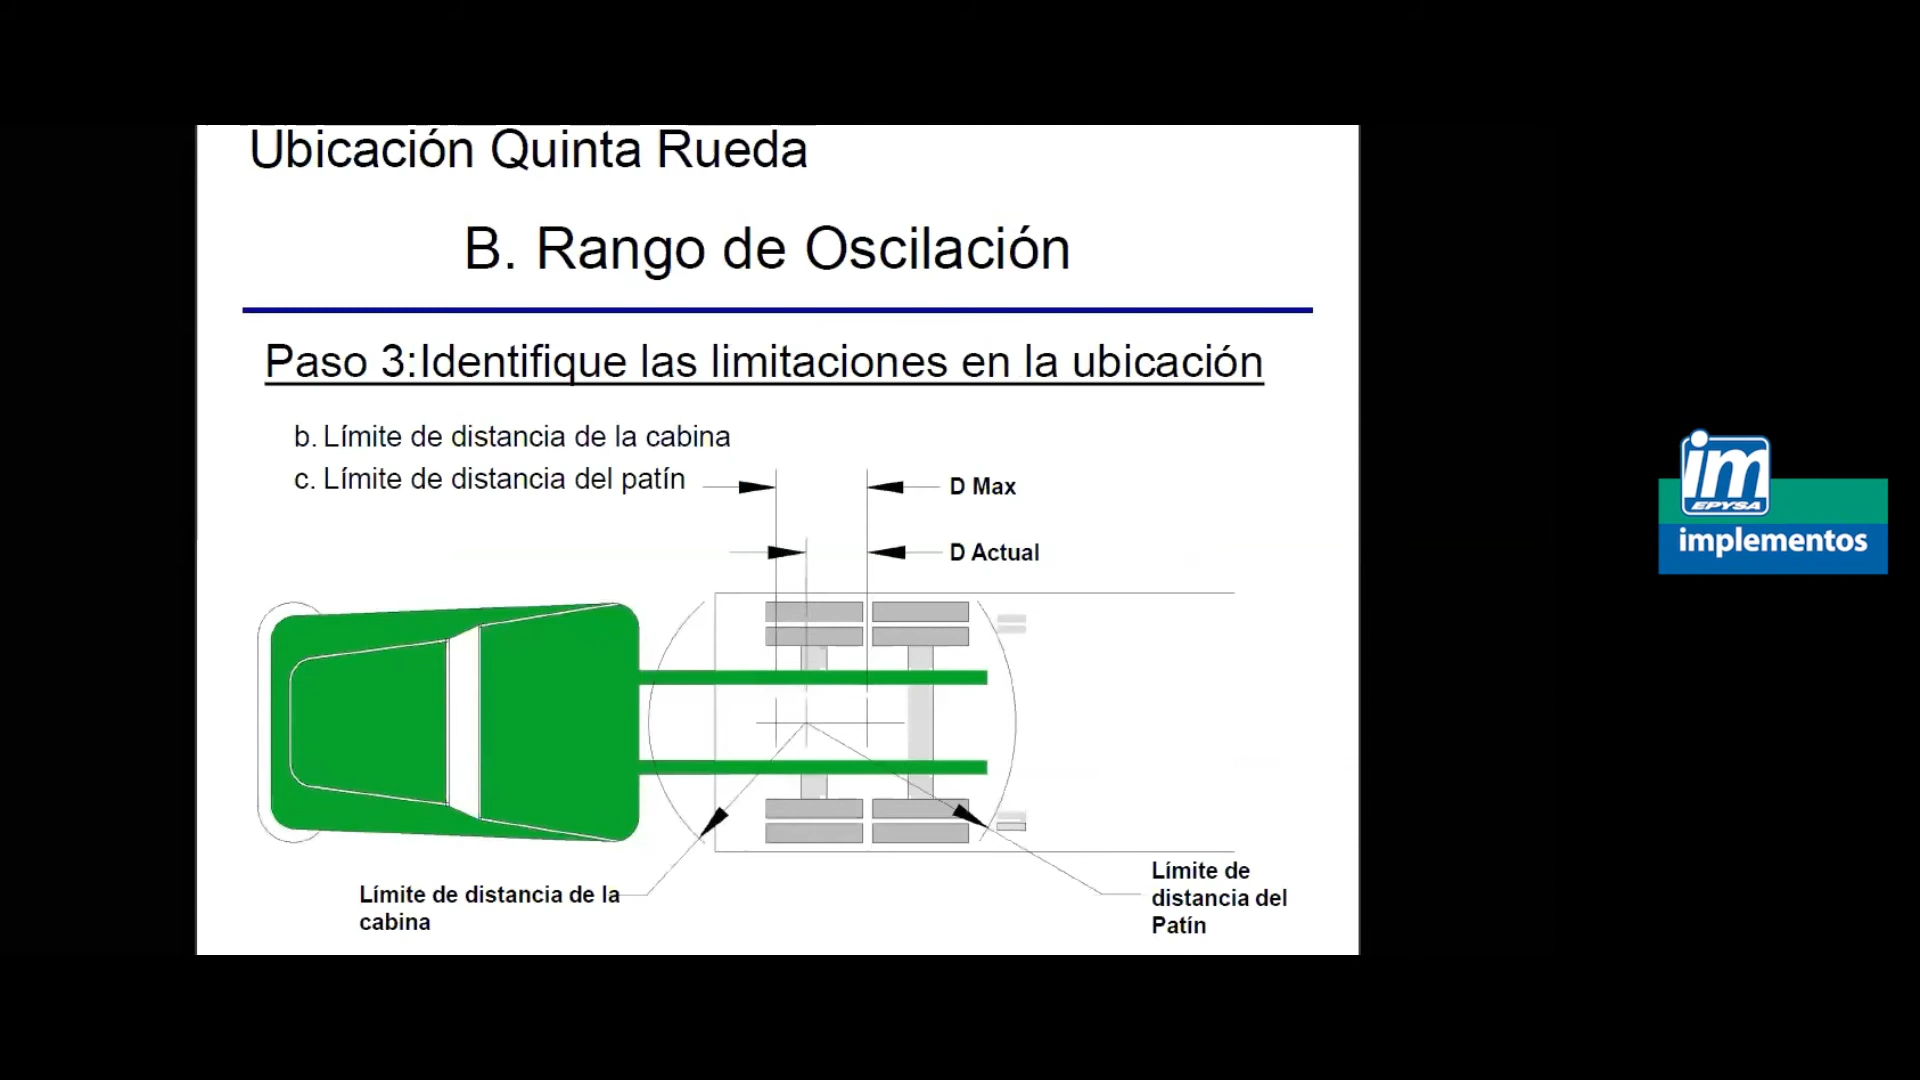 Ubicación Quinta Rueda
B. Rango de Oscilación
Paso 3:Identifique las limitaciones en la ubicación
b. Límite de distancia de la cabina
c. Límite de distancia del patín
D Max
D Actual
im
EPYSA
implementos
Límite de distancia de la
cabina
Límite de
distancia del
Patín